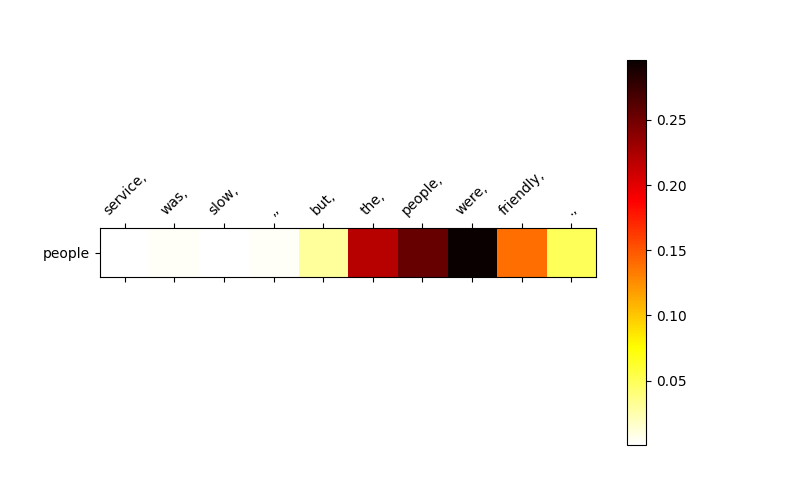 service, was, slow, ,, but, the, people, were, friendly, .,
people
0.25
0.20
0.15
0.10
0.05